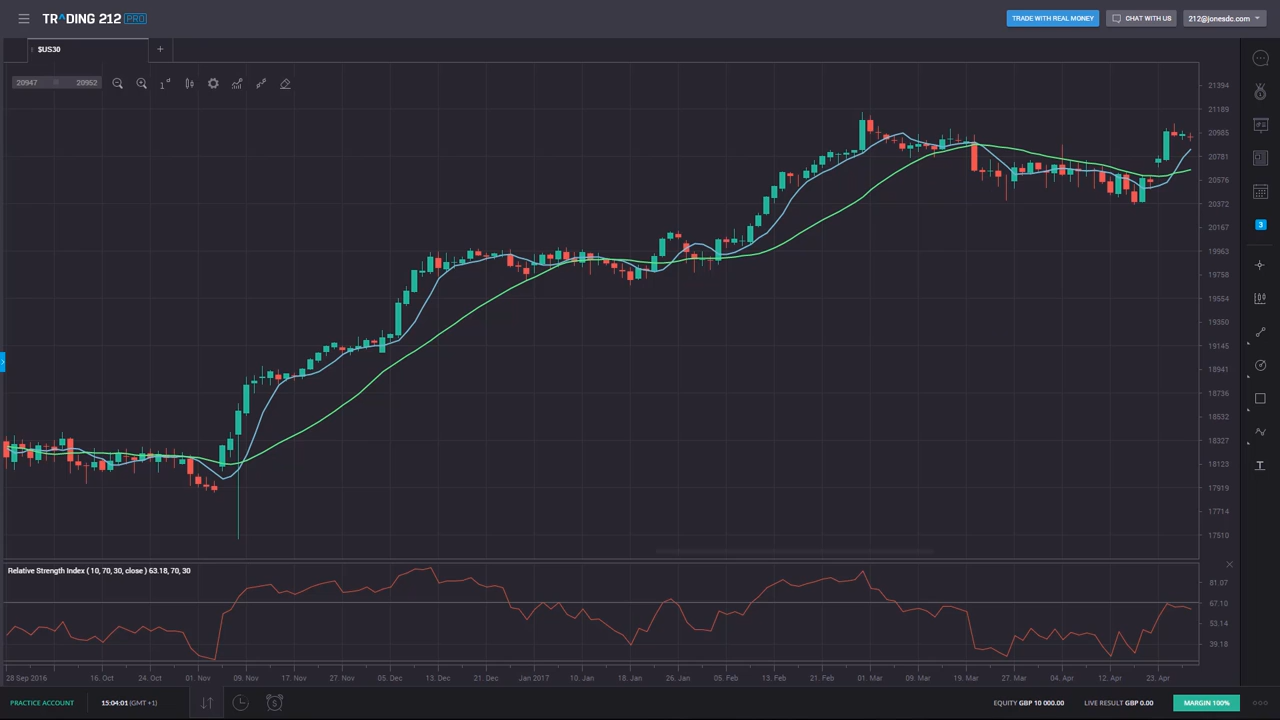 TRADING 212 PRO
TRADE WITH REAL MONEY
CHAT WITH US
212@jonesdc.com
$US30
+
20947 20952
1 d
21394
21189
20985
20781
20576
20372
20167
19963
19758
19554
19350
19145
18941
18736
18532
18327
18123
17919
17714
17510
3
T
Relative Strength Index ( 10, 70, 30, close ) 63.18, 70, 30
81.07
67.10
53.14
39.18
28 Sep 2016 16. Oct 24. Oct 01. Nov 09. Nov 17. Nov 27. Nov 05. Dec 13. Dec 21. Dec Jan 2017 10. Jan 18. Jan 26. Jan 05. Feb 13. Feb 21. Feb 01. Mar 09. Mar 19. Mar 27. Mar 04. Apr 12. Apr 23. Apr
PRACTICE ACCOUNT 15:04:01 (GMT +1) EQUITY GBP 10 000.00 LIVE RESULT GBP 0.00 MARGIN 100%